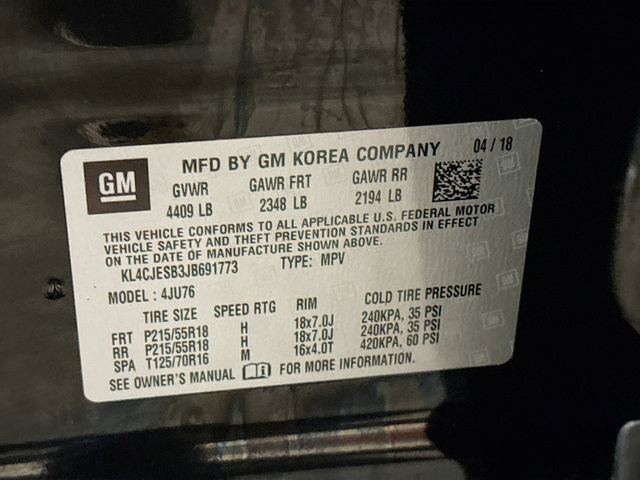 GM
MFD BY GM KOREA COMPANY 04 / 18
GVWR GAWR FRT GAWR RR
4409 LB 2348 LB 2194 LB
THIS VEHICLE CONFORMS TO ALL APPLICABLE U.S. FEDERAL MOTOR
VEHICLE SAFETY AND THEFT PREVENTION STANDARDS IN EFFECT
ON THE DATE OF MANUFACTURE SHOWN ABOVE.
KL4CJESB3JB691773 TYPE: MPV
MODEL : 4JU76
TIRE SIZE SPEED RTG RIM COLD TIRE PRESSURE
FRT P215/55R18 H 18x7.0J 240KPA, 35 PSI
RR P215/55R18 H 18x7.0J 240KPA, 35 PSI
SPA T125/70R16 M 16x4.0T 420KPA, 60 PSI
SEE OWNER'S MANUAL FOR MORE INFORMATION.